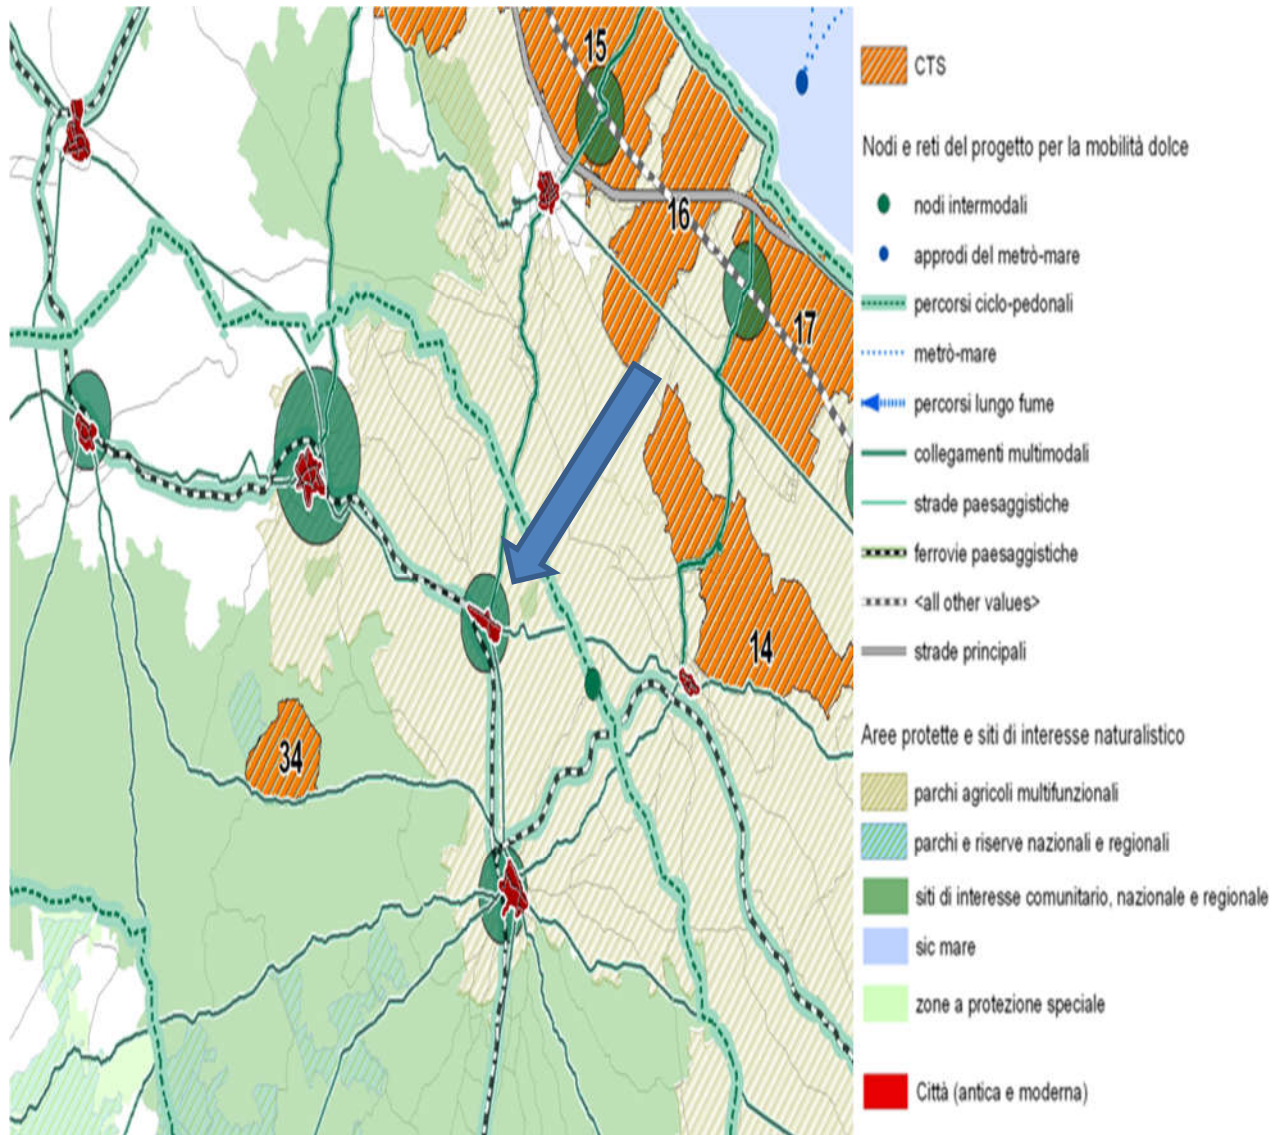 15
16
17
14
34
CTS
Nodi e reti del progetto per la mobilità dolce
nodi intermodali
approdi del metrò-mare
percorsi ciclo-pedonali
metrò-mare
percorsi lungo fume
collegamenti multimodali
strade paesaggistiche
ferrovie paesaggistiche
<all other values>
strade principali
Aree protette e siti di interesse naturalistico
parchi agricoli multifunzionali
parchi e riserve nazionali e regionali
siti di interesse comunitario, nazionale e regionale
sic mare
zone a protezione speciale
Città (antica e moderna)